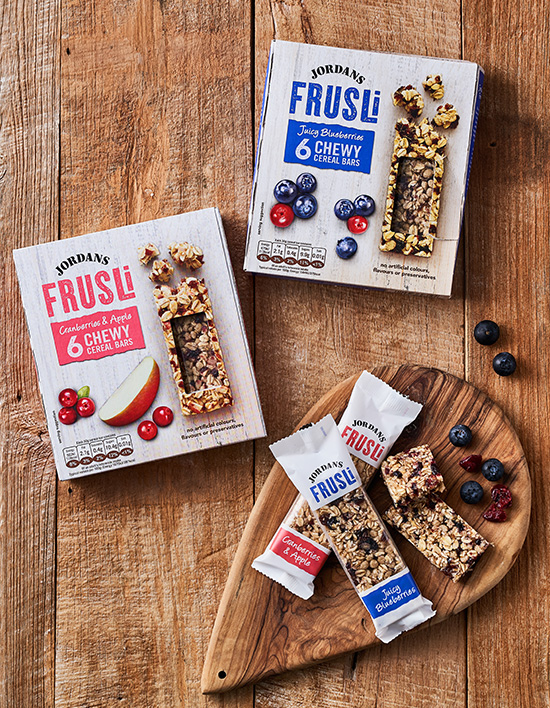 JORDANS
FRUSLi
Juicy Blueberries
6 CHEWY
CEREAL BARS
no artificial colours,
flavours or preservatives
JORDANS
FRUSLi
Cranberries & Apple
6 CHEWY
CEREAL BARS
no artificial colours,
flavours or preservatives
JORDANS
FRUSLi
Cranberries
& Apple
JORDANS
FRUSLi
Juicy
Blueberries